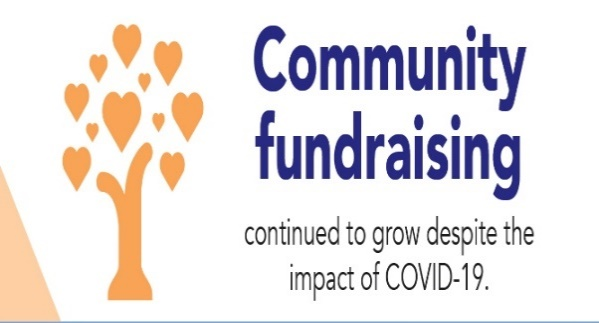 Community
fundraising
continued to grow despite the
impact of COVID-19.